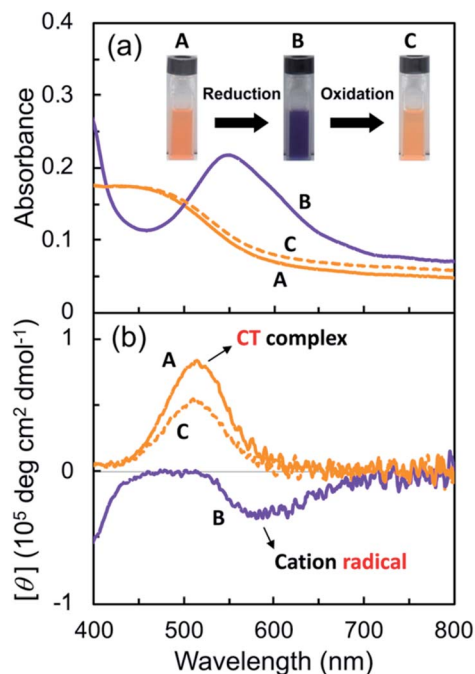 0.4
(a)
A
B
C
Reduction
Oxidation
0.3
0.2
0.1
0
Absorbance
B
C
A
1
(b)
A
CT complex
C
0
B
Cation radical
-1
[θ] (10⁵ deg cm² dmol⁻¹)
400 500 600 700 800
Wavelength (nm)